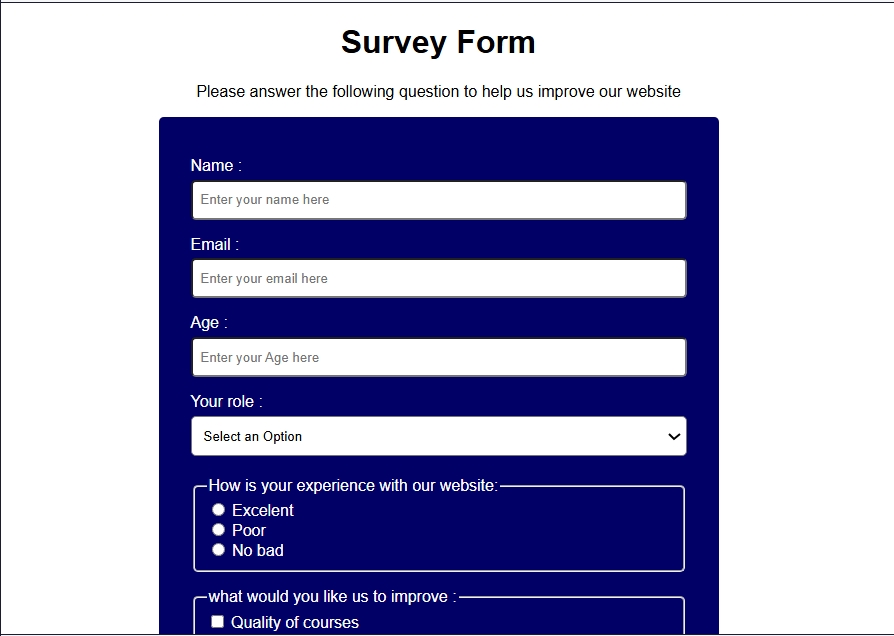 Survey Form
Please answer the following question to help us improve our website
Name :
Enter your name here
Email :
Enter your email here
Age :
Enter your Age here
Your role :
Select an Option
How is your experience with our website:
Excelent
Poor
No bad
what would you like us to improve :
Quality of courses